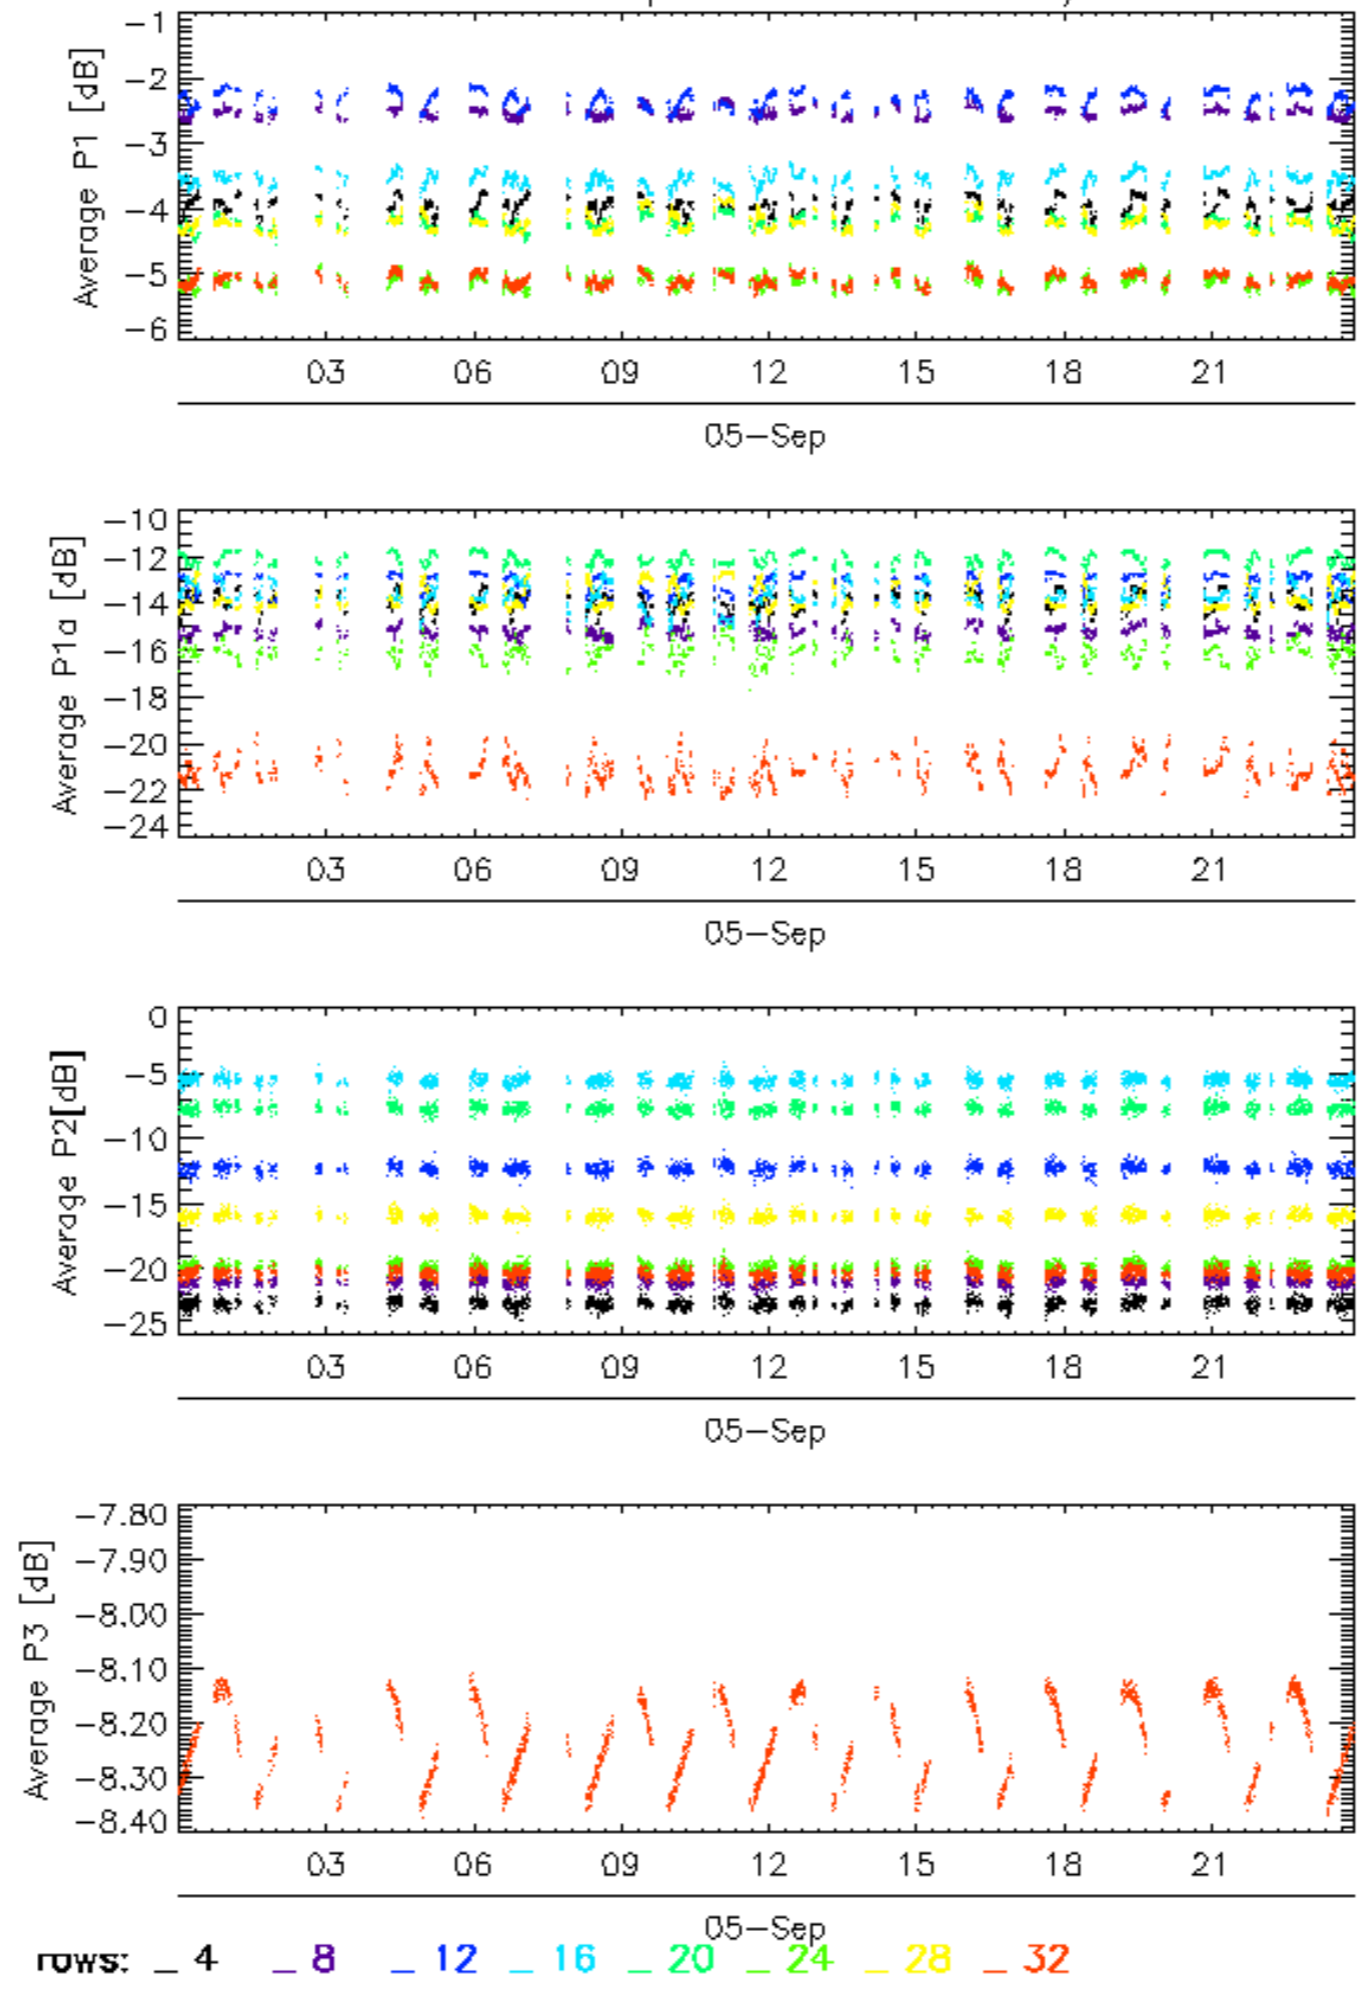 -1
-2
-3
-4
-5
-6
Average P1 [dB]
03 06 09 12 15 18 21
05-Sep
-10
-12
-14
-16
-18
-20
-22
-24
Average P1a [dB]
03 06 09 12 15 18 21
05-Sep
0
-5
-10
-15
-20
-25
Average P2[dB]
03 06 09 12 15 18 21
05-Sep
-7.80
-7.90
-8.00
-8.10
-8.20
-8.30
-8.40
Average P3 [dB]
03 06 09 12 15 18 21
05-Sep
rows: _ 4 _ 8 _ 12 _ 16 _ 20 _ 24 _ 28 _ 32